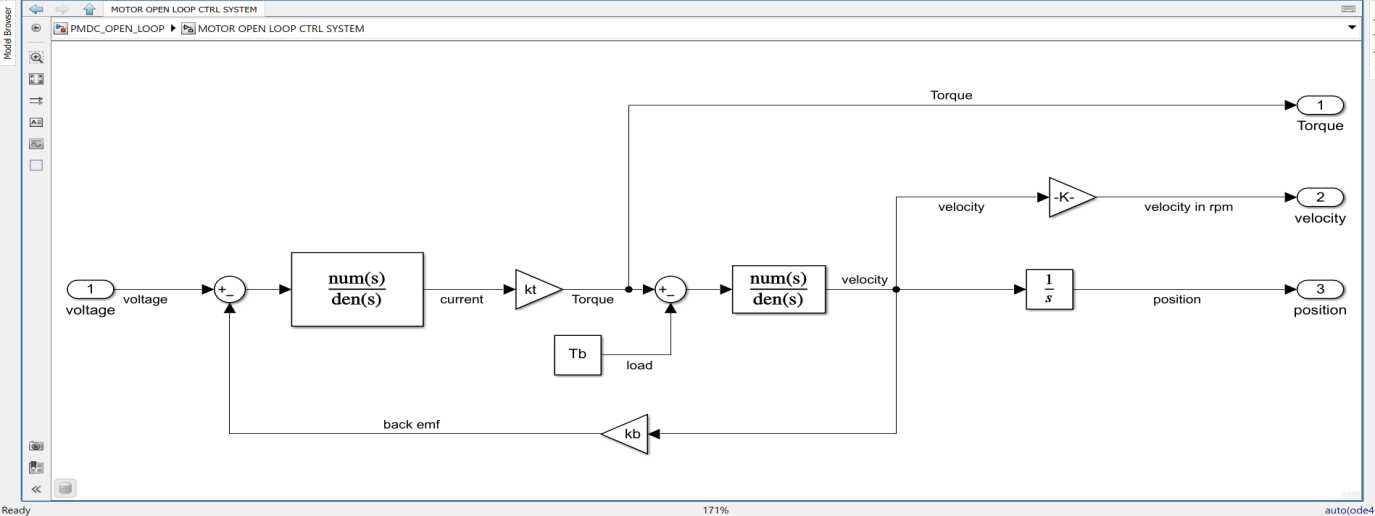 MOTOR OPEN LOOP CTRL SYSTEM
Model Browser
PMDC_OPEN_LOOP MOTOR OPEN LOOP CTRL SYSTEM
Torque
1
Torque
velocity
-K-
velocity in rpm
2
velocity
1
voltage
voltage
+
_
num(s)
den(s)
current
kt
Torque
+
_
num(s)
den(s)
velocity
1
s
position
3
position
Tb
load
back emf
kb
Ready
171%
auto(ode4